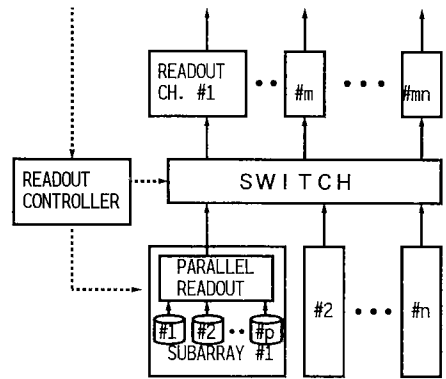 READOUT
CH. #1
#m
#mn
READOUT
CONTROLLER
SWITCH
PARALLEL
READOUT
#1 #2 #p
SUBARRAY #1
#2
#n